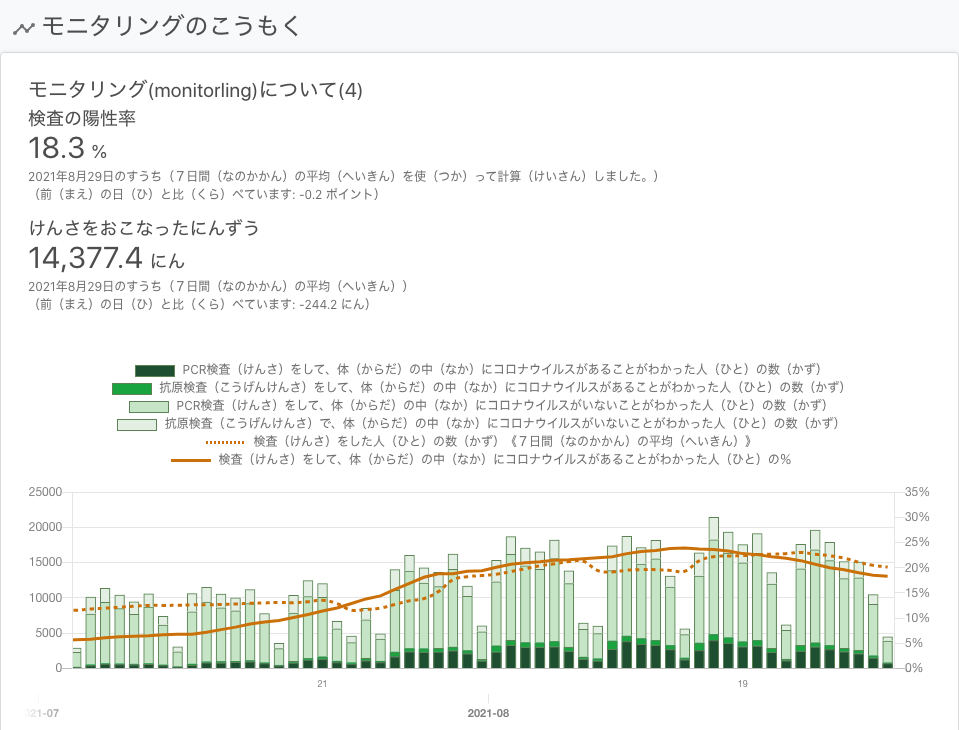 モニタリングのこうもく
モニタリング(monitorling)について(4)
検査の陽性率
18.3 %
2021年8月29日のすうち（７日間（なのかかん）の平均（へいきん）を使（つか）って計算（けいさん）しました。）
（前（まえ）の日（ひ）と比（くら）べています: -0.2 ポイント）
けんさをおこなったにんずう
14,377.4 にん
2021年8月29日のすうち（７日間（なのかかん）の平均（へいきん））
（前（まえ）の日（ひ）と比（くら）べています: -244.2 にん）
PCR検査（けんさ）をして、体（からだ）の中（なか）にコロナウイルスがあることがわかった人（ひと）の数（かず）
抗原検査（こうげんけんさ）をして、体（からだ）の中（なか）にコロナウイルスがあることがわかった人（ひと）の数（かず）
PCR検査（けんさ）をして、体（からだ）の中（なか）にコロナウイルスがいないことがわかった人（ひと）の数（かず）
抗原検査（こうげんけんさ）で、体（からだ）の中（なか）にコロナウイルスがいないことがわかった人（ひと）の数（かず）
検査（けんさ）をした人（ひと）の数（かず）《７日間（なのかかん）の平均（へいきん）》
検査（けんさ）をして、体（からだ）の中（なか）にコロナウイルスがあることがわかった人（ひと）の％
25000 35%
30%
20000
25%
15000 20%
15%
10000
10%
5000
5%
0 0%
21 19
21-07 2021-08